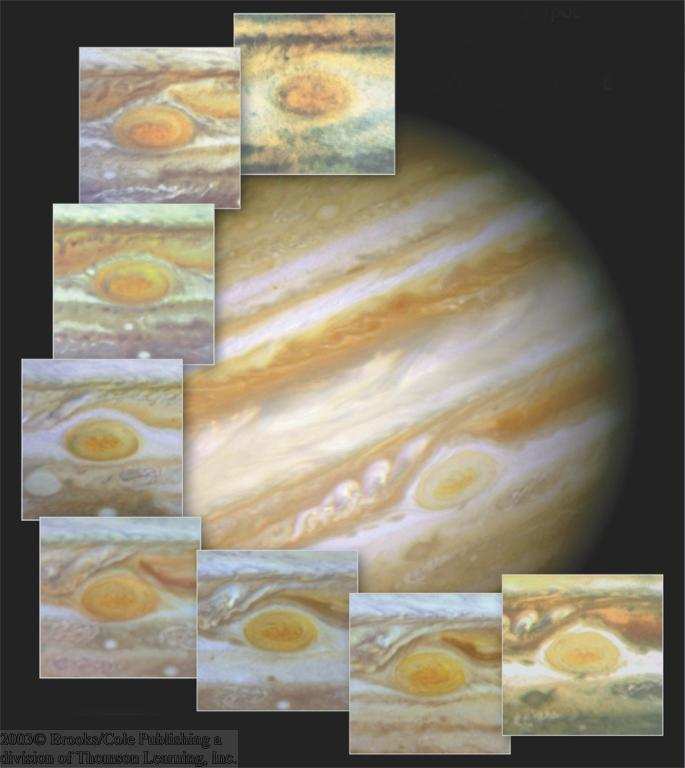 2003© Brooks/Cole Publishing a
division of Thomson Learning, Inc.